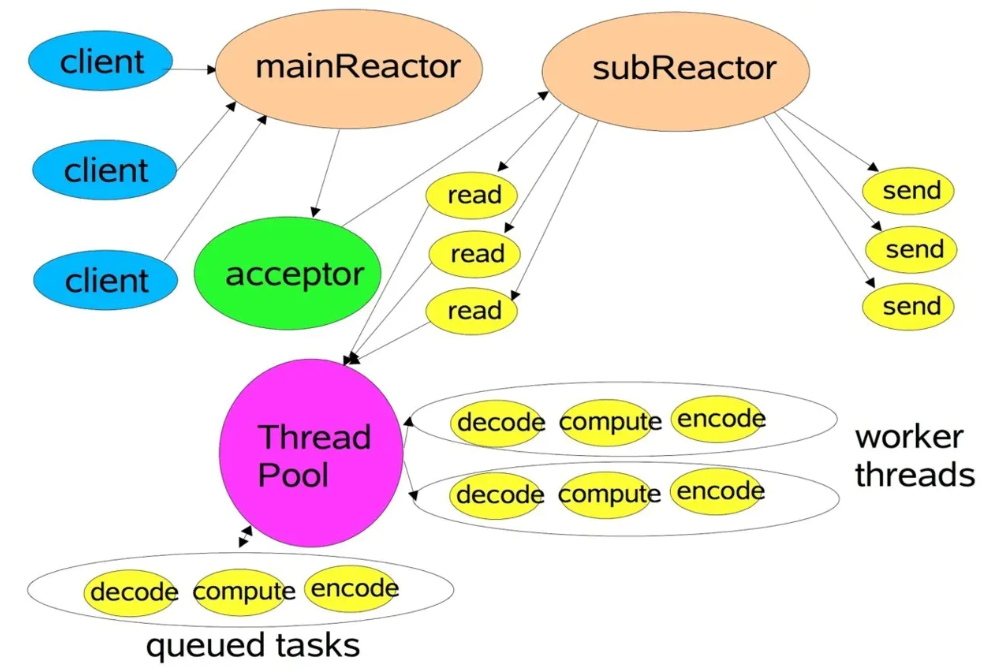 client
mainReactor
subReactor
client
read
send
acceptor
read
send
client
read
send
Thread
Pool
decode compute encode
worker
threads
decode compute encode
decode compute encode
queued tasks